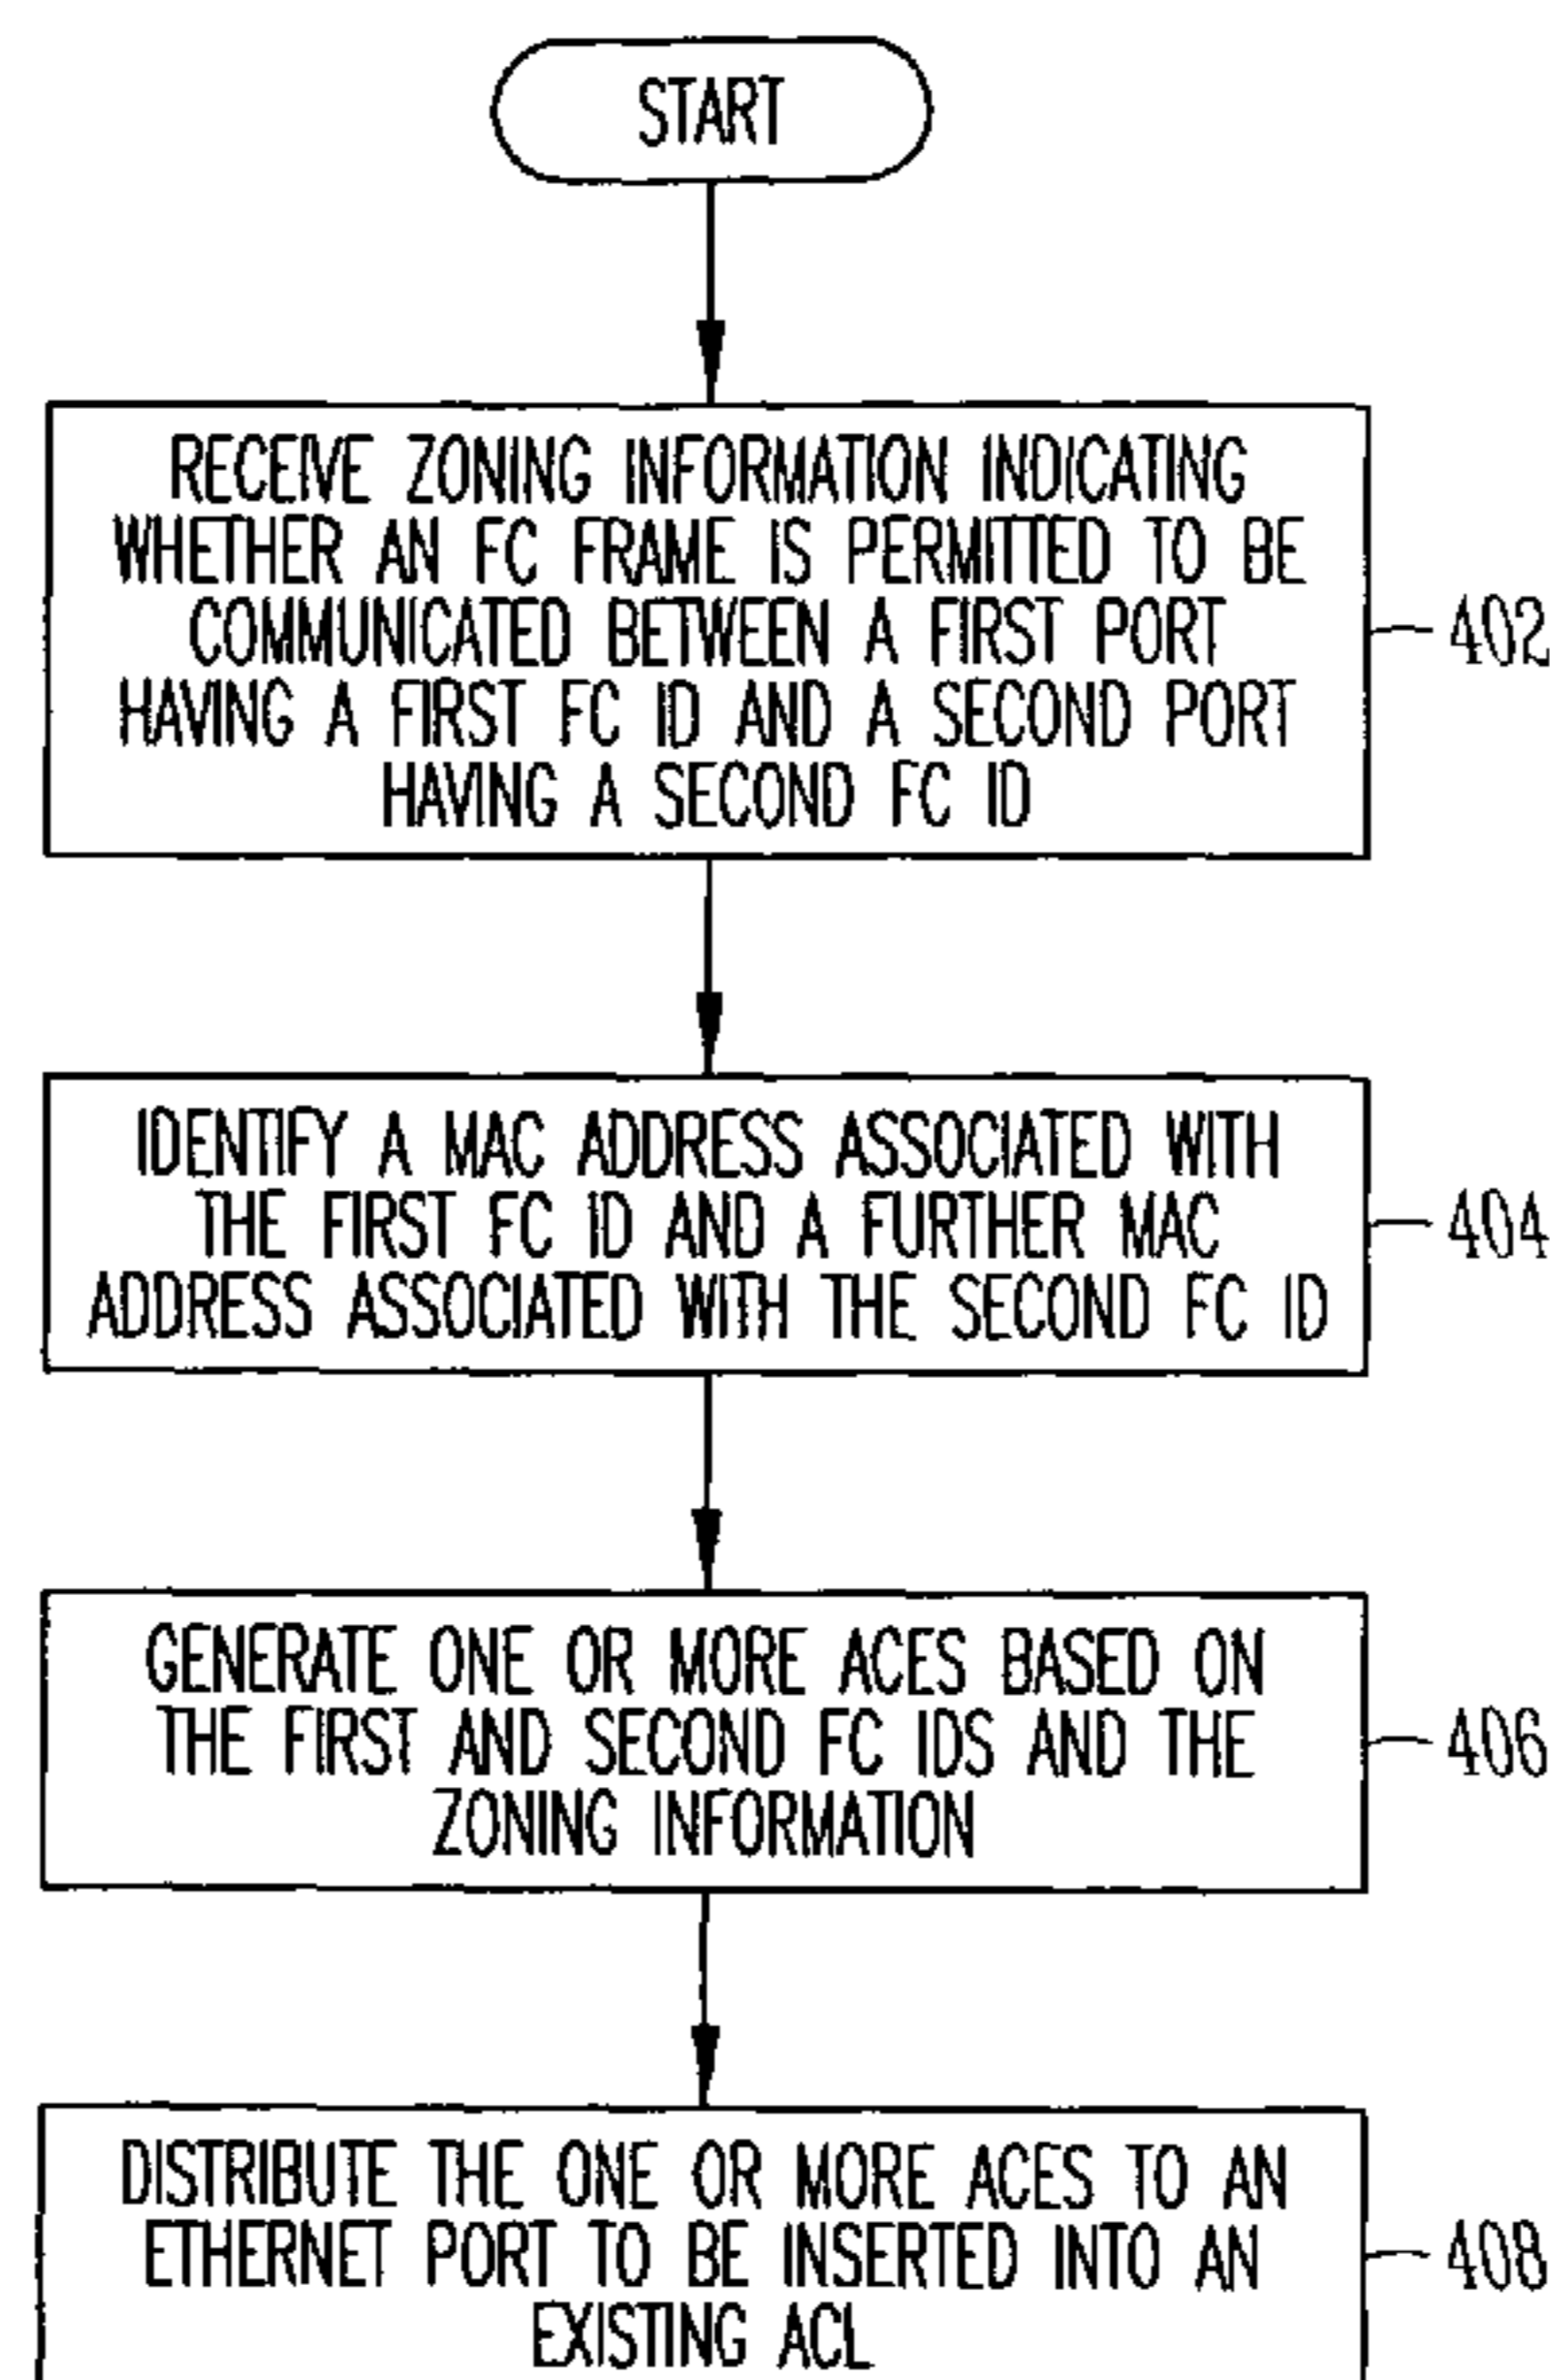 START
RECEIVE ZONING INFORMATION INDICATING
WHETHER AN FC FRAME IS PERMITTED TO BE
COMMUNICATED BETWEEN A FIRST PORT
HAVING A FIRST FC ID AND A SECOND PORT
HAVING A SECOND FC ID
402
IDENTIFY A MAC ADDRESS ASSOCIATED WITH
THE FIRST FC ID AND A FURTHER MAC
ADDRESS ASSOCIATED WITH THE SECOND FC ID
404
GENERATE ONE OR MORE ACES BASED ON
THE FIRST AND SECOND FC IDS AND THE
ZONING INFORMATION
406
DISTRIBUTE THE ONE OR MORE ACES TO AN
ETHERNET PORT TO BE INSERTED INTO AN
EXISTING ACL
408